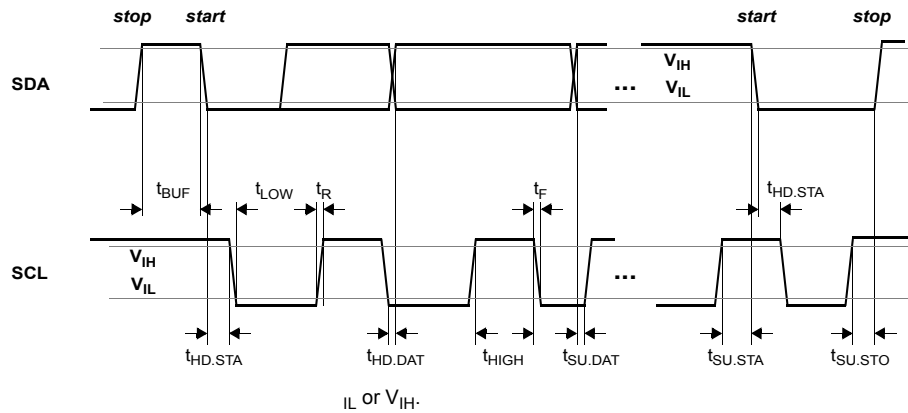 stop start start stop
SDA
V_IH
V_IL
...
t_BUF t_LOW t_R t_F t_HD.STA
SCL
V_IH
V_IL
...
t_HD.STA t_HD.DAT t_HIGH t_SU.DAT t_SU.STA t_SU.STO
_IL or V_IH.